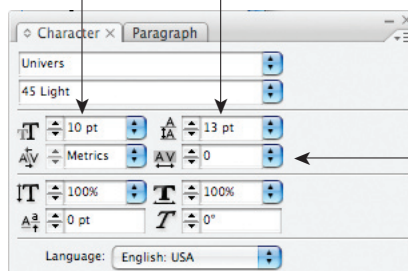 Character × Paragraph
Univers
45 Light
10 pt 13 pt
Metrics 0
100% 100%
0 pt 0°
Language: English: USA